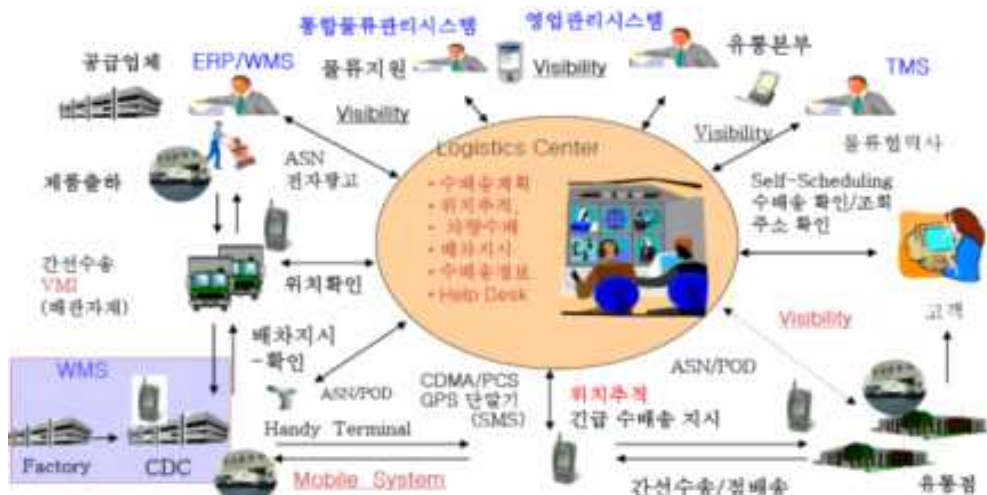 통합물류관리시스템
영업관리시스템
공급업체
ERP/WMS
물류지원
Visibility
유통본부
TMS
Visibility
Visibility
물류협력사
Logistics Center
제품출하
ASN
전자광고
• 수배송계획
• 위치추적,
차량수배
• 배차지시
• 수배송정보
• Help Desk
Self-Scheduling
수배송 확인/조회
주소 확인
간선수송
VMI
(배관자재)
위치확인
고객
Visibility
배차지시
-확인
WMS
ASN/POD
CDMA/PCS
GPS 단말기
(SMS)
위치추적
긴급 수배송 지시
ASN/POD
Handy Terminal
Factory
CDC
Mobile System
간선수송/점배송
유통점